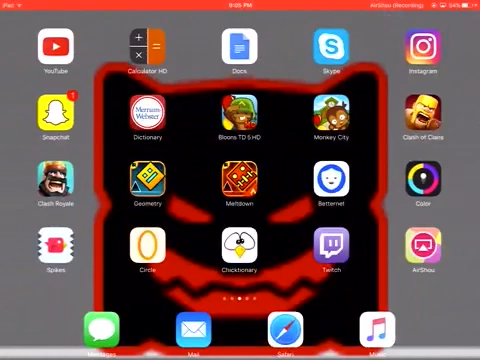 iPad 9:05 PM AirShou (Recording) 54%
YouTube Calculator HD Docs Skype Instagram
1
Merriam-Webster
Snapchat Dictionary Bloons TD 5 HD Monkey City Clash of Clans
Clash Royale Geometry Meltdown Betternet Color
Spikes Circle Chicktionary Twitch AirShou
Messages Mail Safari Music